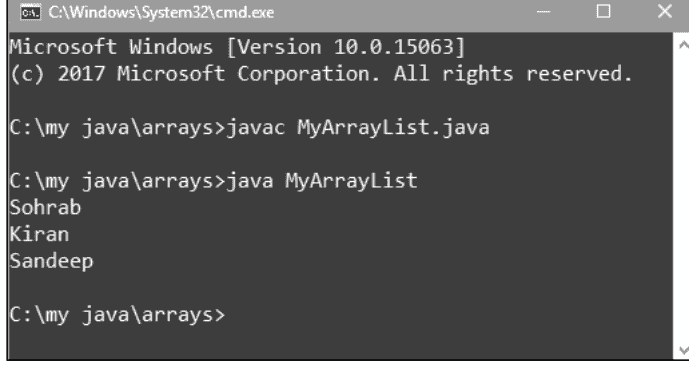 C:\Windows\System32\cmd.exe
Microsoft Windows [Version 10.0.15063]
(c) 2017 Microsoft Corporation. All rights reserved.
C:\my java\arrays>javac MyArrayList.java
C:\my java\arrays>java MyArrayList
Sohrab
Kiran
Sandeep
C:\my java\arrays>